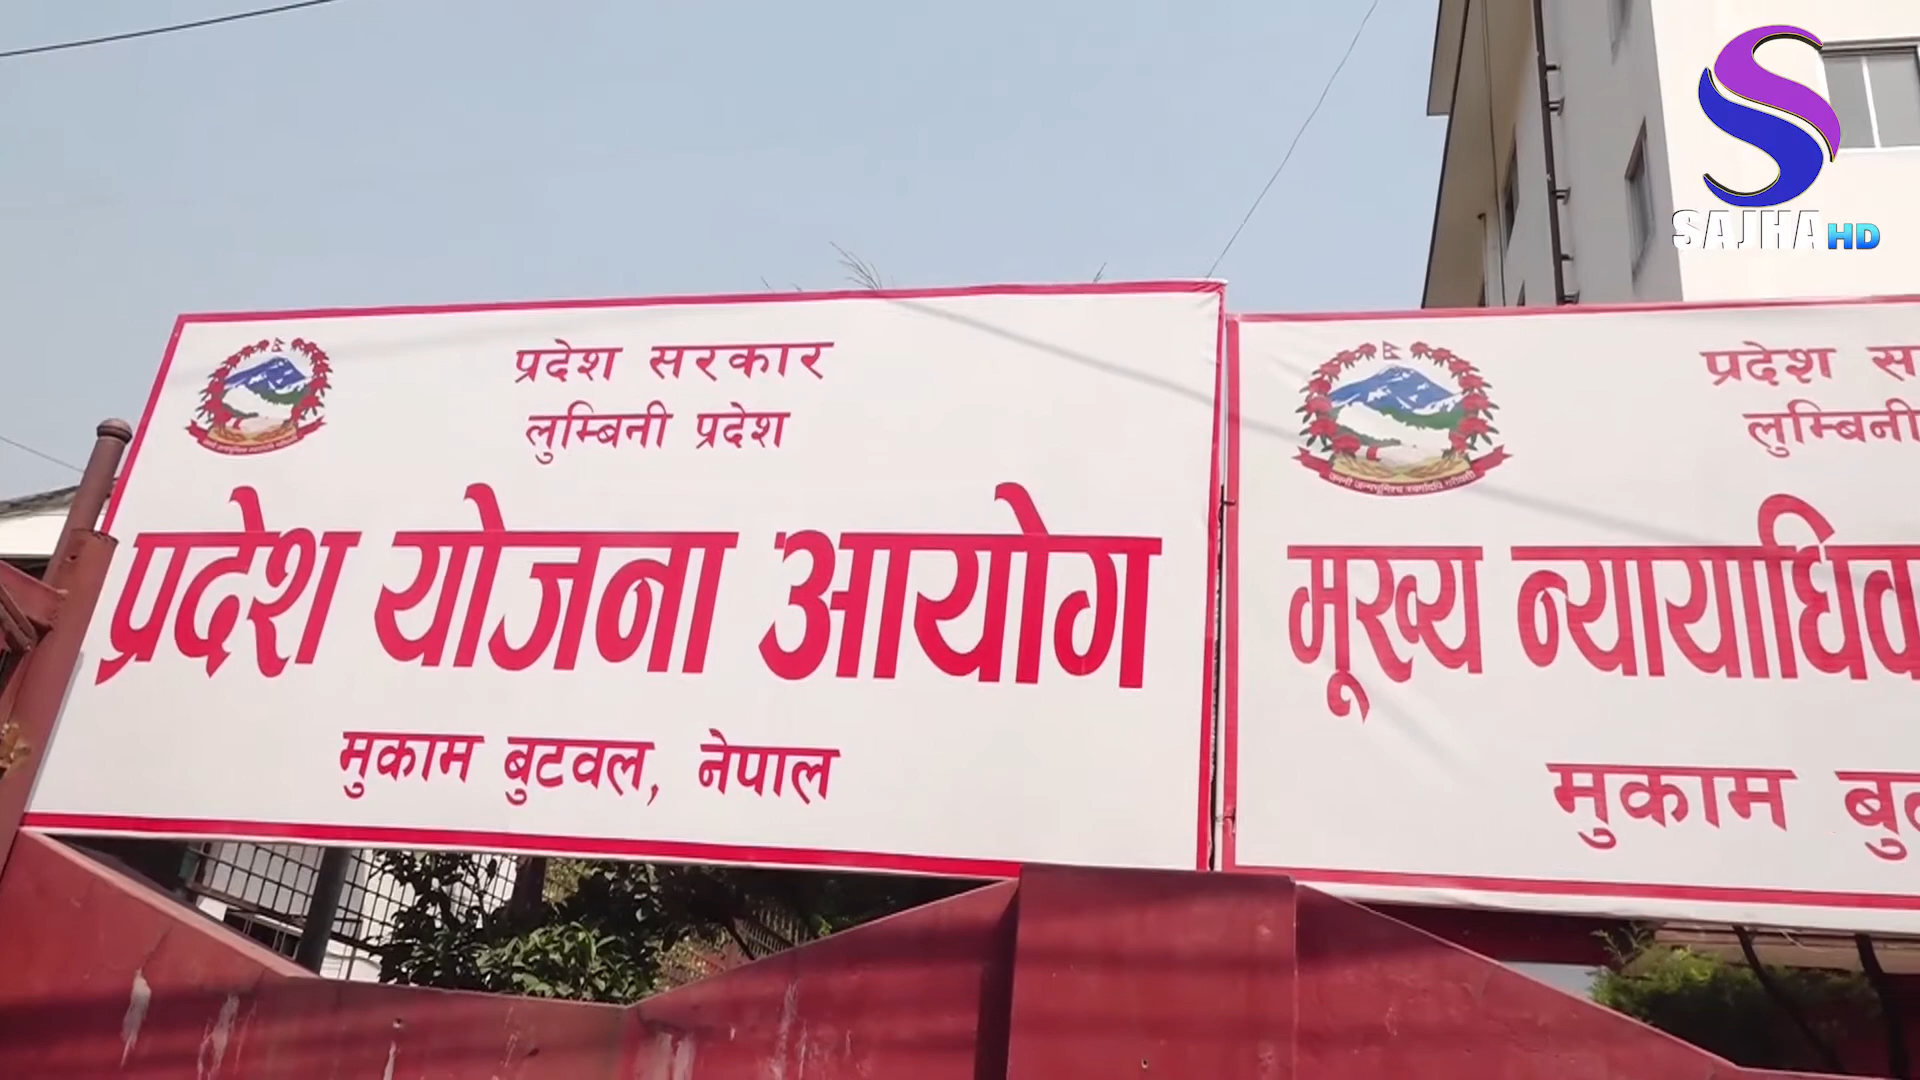 SAJHA HD
प्रदेश सरकार
लुम्बिनी प्रदेश
प्रदेश योजना आयोग
मुकाम बुटवल, नेपाल
प्रदेश
लुम्बिनी
मूख्य
मुकाम